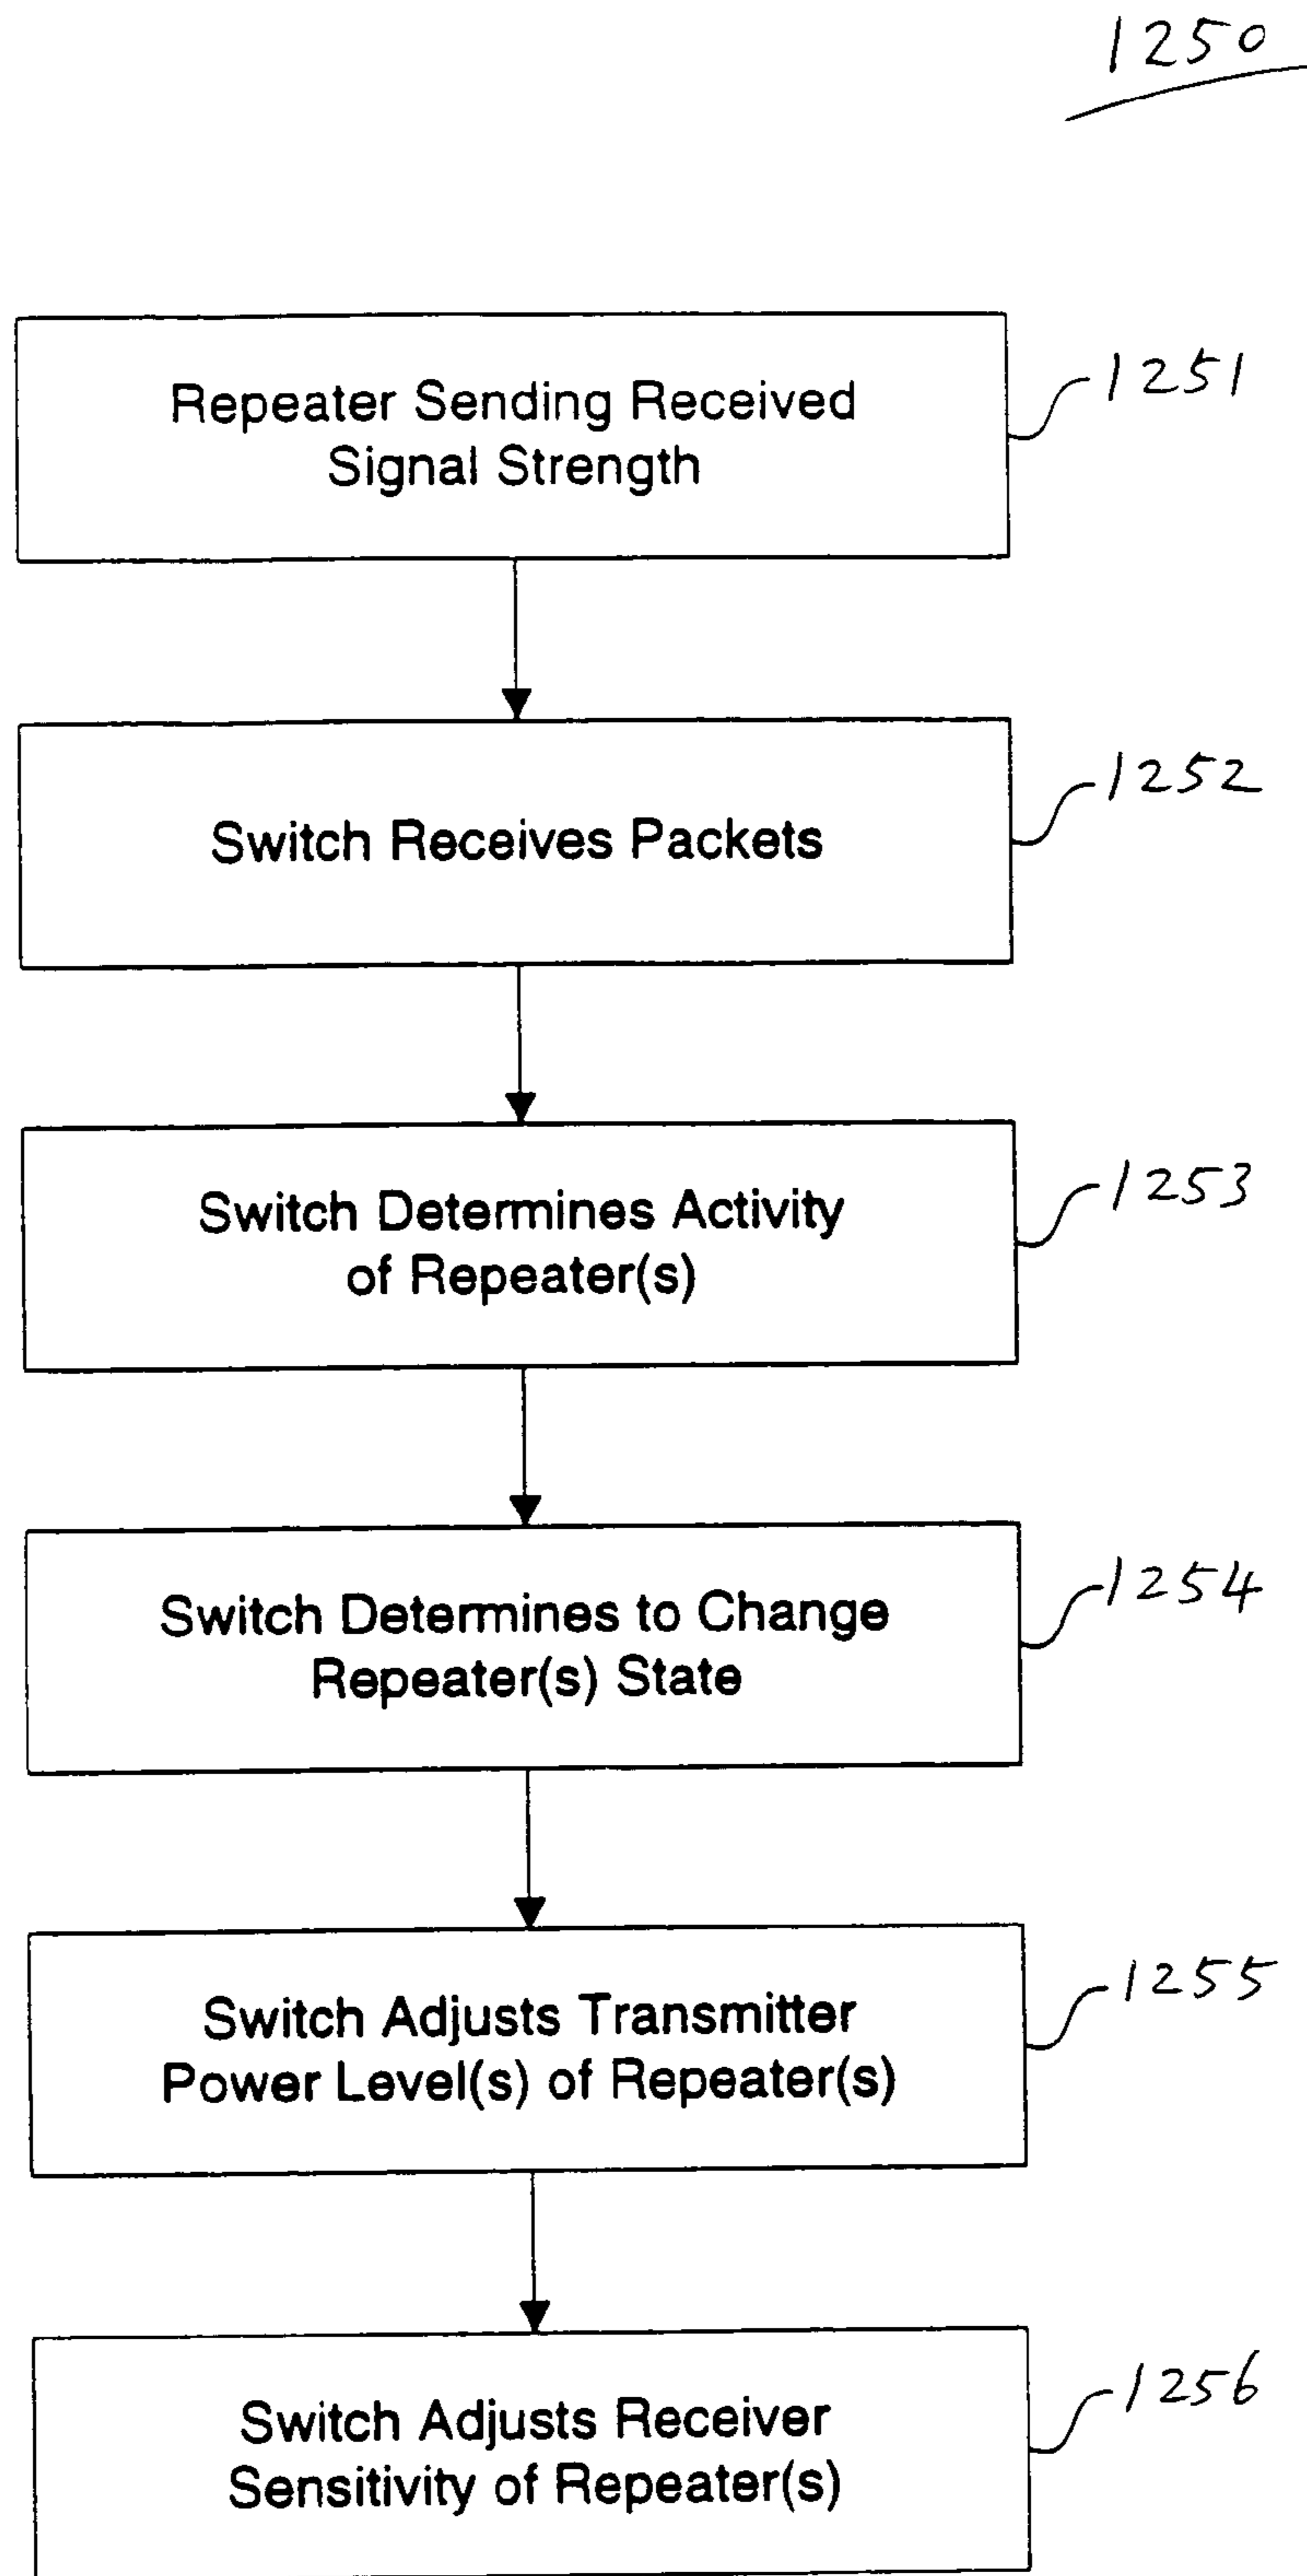 1250
Repeater Sending Received
Signal Strength
1251
Switch Receives Packets
1252
Switch Determines Activity
of Repeater(s)
1253
Switch Determines to Change
Repeater(s) State
1254
Switch Adjusts Transmitter
Power Level(s) of Repeater(s)
1255
Switch Adjusts Receiver
Sensitivity of Repeater(s)
1256